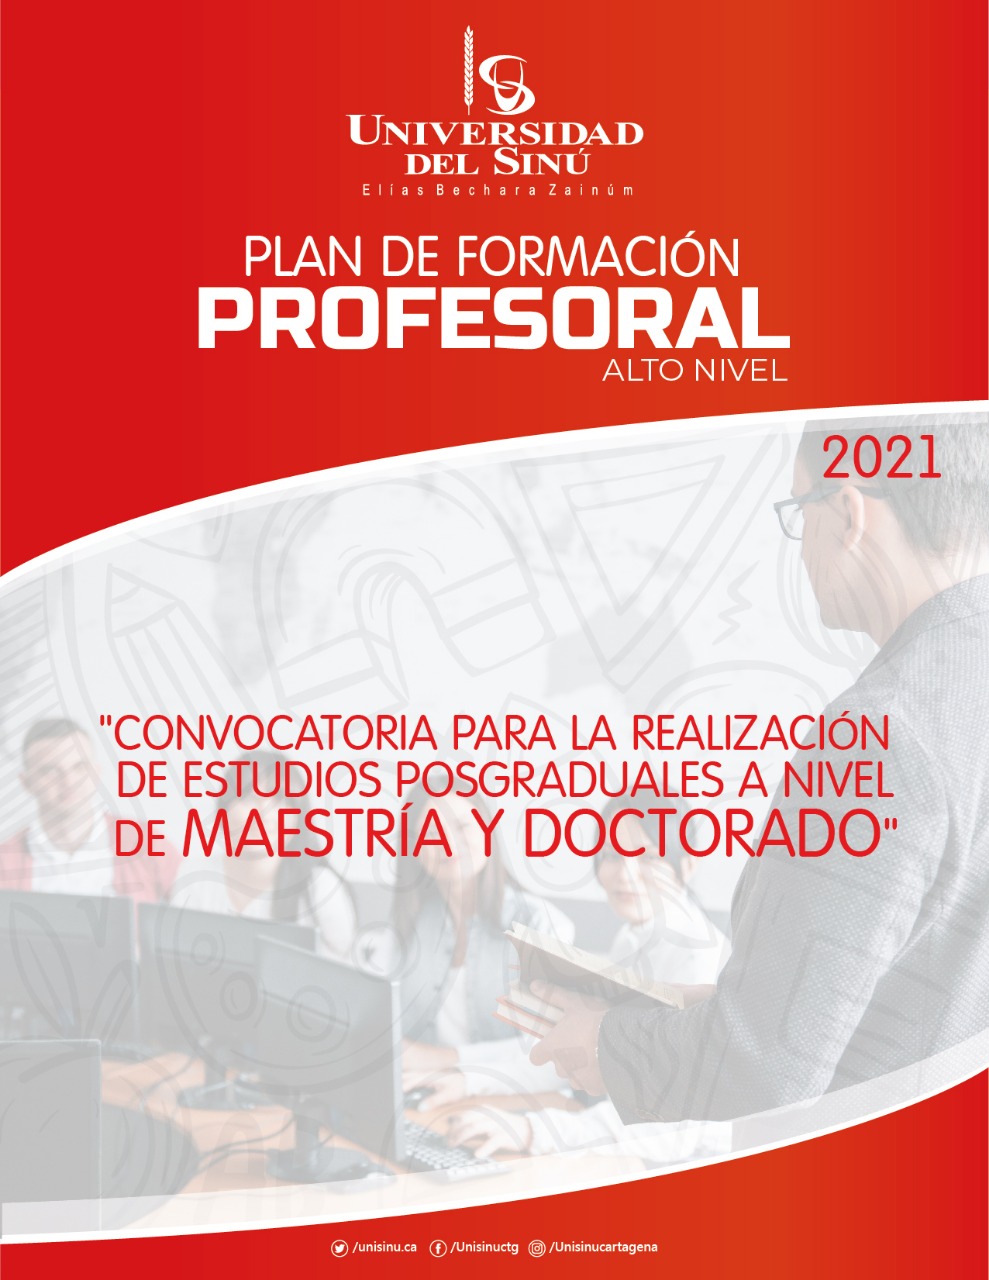 UNIVERSIDAD
DEL SINÚ
Elías Bechara Zainúm
PLAN DE FORMACIÓN
PROFESORAL
ALTO NIVEL
2021
"CONVOCATORIA PARA LA REALIZACIÓN
DE ESTUDIOS POSGRADUALES A NIVEL
DE MAESTRÍA Y DOCTORADO"
/unisinu.ca /Unisinuctg /Unisinucartagena